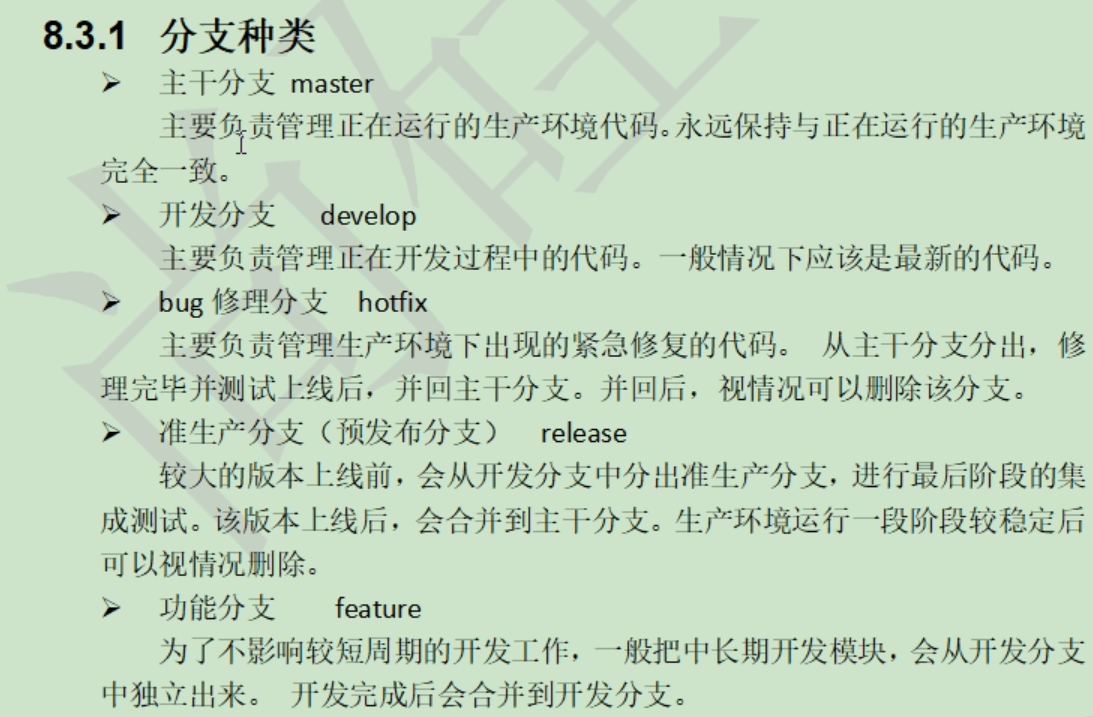 8.3.1 分支种类
➢ 主干分支 master
主要负责管理正在运行的生产环境代码。永远保持与正在运行的生产环境
完全一致。
➢ 开发分支 develop
主要负责管理正在开发过程中的代码。一般情况下应该是最新的代码。
➢ bug 修理分支 hotfix
主要负责管理生产环境下出现的紧急修复的代码。 从主干分支分出，修
理完毕并测试上线后，并回主干分支。并回后，视情况可以删除该分支。
➢ 准生产分支（预发布分支） release
较大的版本上线前，会从开发分支中分出准生产分支，进行最后阶段的集
成测试。该版本上线后，会合并到主干分支。生产环境运行一段阶段较稳定后
可以视情况删除。
➢ 功能分支 feature
为了不影响较短周期的开发工作，一般把中长期开发模块，会从开发分支
中独立出来。 开发完成后会合并到开发分支。